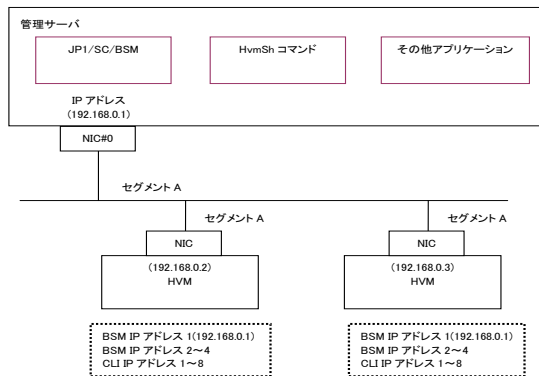 管理サーバ
JP1/SC/BSM
HvmSh コマンド
その他アプリケーション
IP アドレス
(192.168.0.1)
NIC#0
セグメント A
セグメント A
セグメント A
NIC
NIC
(192.168.0.2)
HVM
(192.168.0.3)
HVM
BSM IP アドレス 1(192.168.0.1)
BSM IP アドレス 2～4
CLI IP アドレス 1～8
BSM IP アドレス 1(192.168.0.1)
BSM IP アドレス 2～4
CLI IP アドレス 1～8